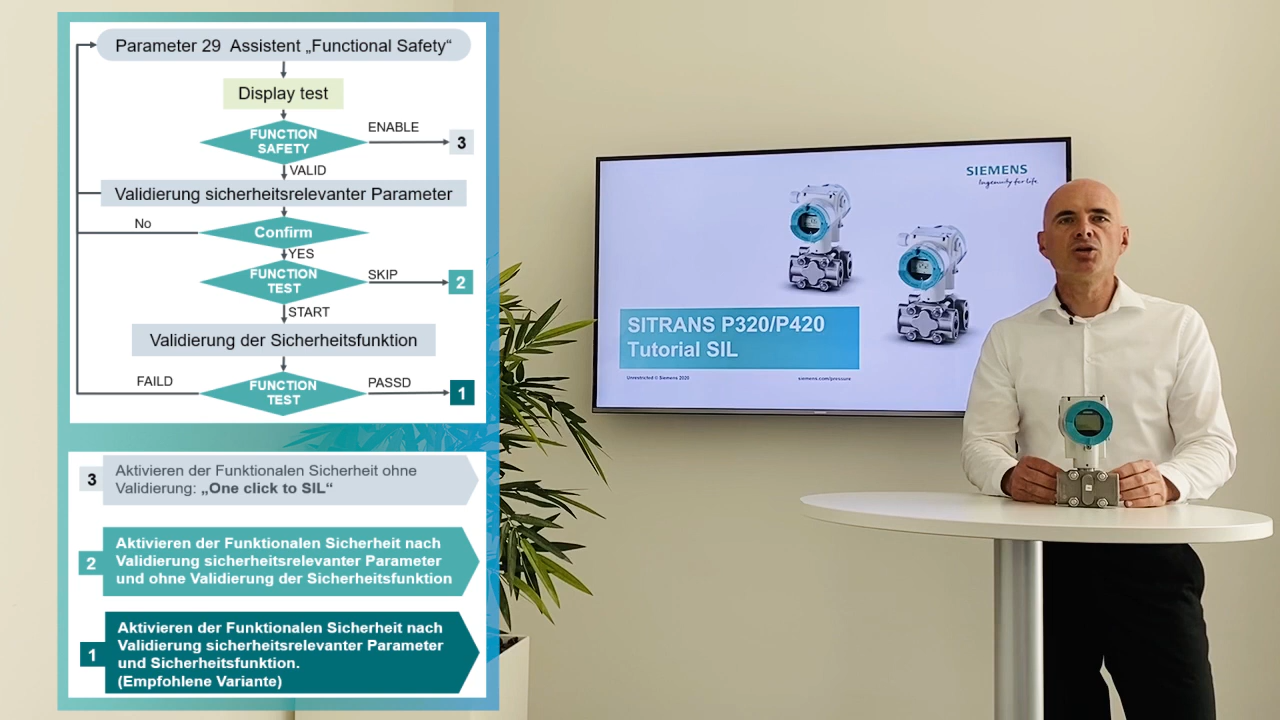 Parameter 29 Assistent „Functional Safety“
Display test
FUNCTION
SAFETY
ENABLE
3
VALID
Validierung sicherheitsrelevanter Parameter
No
Confirm
YES
FUNCTION
TEST
SKIP
2
START
Validierung der Sicherheitsfunktion
FAILD
FUNCTION
TEST
PASSD
1
3
Aktivieren der Funktionalen Sicherheit ohne
Validierung: „One click to SIL“
2
Aktivieren der Funktionalen Sicherheit nach
Validierung sicherheitsrelevanter Parameter
und ohne Validierung der Sicherheitsfunktion
1
Aktivieren der Funktionalen Sicherheit nach
Validierung sicherheitsrelevanter Parameter
und Sicherheitsfunktion.
(Empfohlene Variante)
SIEMENS
Ingenuity for life
SITRANS P320/P420
Tutorial SIL
Unrestricted © Siemens 2020
siemens.com/pressure